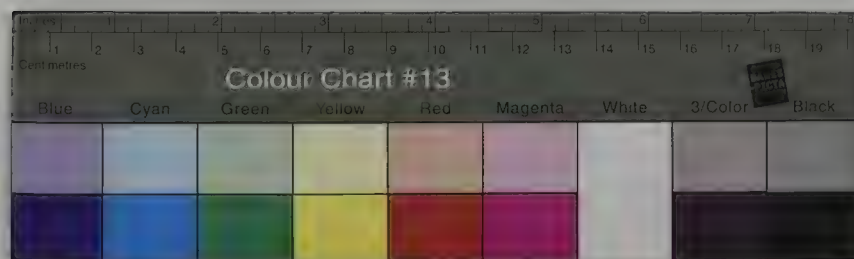 Inches 1 2 3 4 5 6 7 8
1 2 3 4 5 6 7 8 9 10 11 12 13 14 15 16 17 18 19
Centimetres
Colour Chart #13
Blue Cyan Green Yellow Red Magenta White 3/Color Black